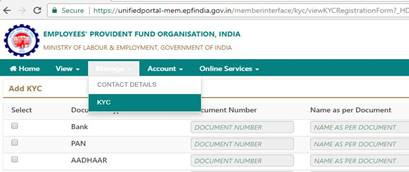 https://unifiedportal-mem.epfindia.gov.in/memberinterface/kyc/viewKYCRegistrationForm?_HD
EMPLOYEES' PROVIDENT FUND ORGANISATION, INDIA
MINISTRY OF LABOUR & EMPLOYMENT, GOVERNMENT OF INDIA
Home View Manage Account Online Services
CONTACT DETAILS
KYC
Add KYC
Select Document Number Name as per Document
Bank DOCUMENT NUMBER NAME AS PER DOCUMENT
PAN DOCUMENT NUMBER NAME AS PER DOCUMENT
AADHAAR DOCUMENT NUMBER NAME AS PER DOCUMENT